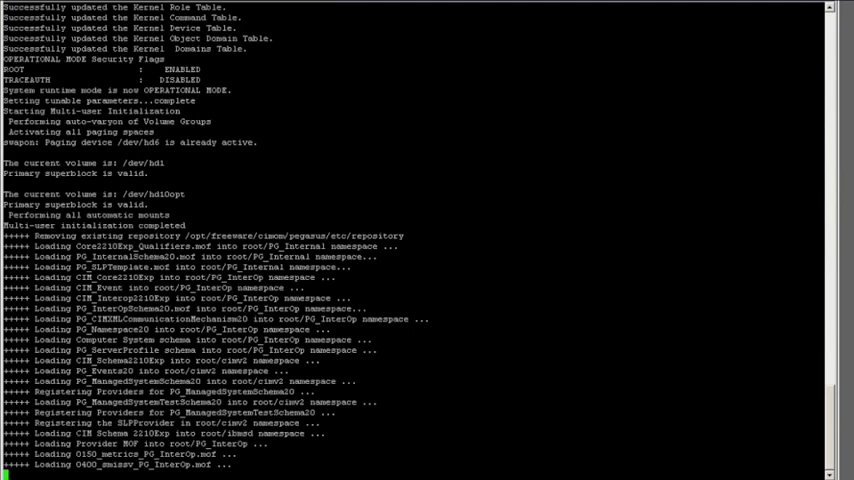 Successfully updated the Kernel Role Table.
Successfully updated the Kernel Command Table.
Successfully updated the Kernel Device Table.
Successfully updated the Kernel Object Domain Table.
Successfully updated the Kernel  Domains Table.
OPERATIONAL MODE Security Flags
ROOT                      :    ENABLED
TRACEAUTH                 :   DISABLED
System runtime mode is now OPERATIONAL MODE.
Setting tunable parameters...complete
Starting Multi-user Initialization
 Performing auto-varyon of Volume Groups
 Activating all paging spaces
swapon: Paging device /dev/hd6 is already active.
The current volume is: /dev/hd1
Primary superblock is valid.
The current volume is: /dev/hd10opt
Primary superblock is valid.
 Performing all automatic mounts
Multi-user initialization completed
+++++ Removing existing repository /opt/freeware/cimom/pegasus/etc/repository
+++++ Loading Core2210Exp_Qualifiers.mof into root/PG_Internal namespace ...
+++++ Loading PG_InternalSchema20.mof into root/PG_Internal namespace...
+++++ Loading PG_SLPTemplate.mof into root/PG_Internal namespace...
+++++ Loading CIM_Core2210Exp into root/PG_InterOp namespace ...
+++++ Loading CIM_Event into root/PG_InterOp namespace ...
+++++ Loading CIM_Interop2210Exp into root/PG_InterOp namespace ...
+++++ Loading PG_InterOpSchema20.mof into root/PG_InterOp namespace...
+++++ Loading PG_CIMXMLCommunicationMechanism20 into root/PG_InterOp namespace ...
+++++ Loading PG_Namespace20 into root/PG_InterOp namespace ...
+++++ Loading Computer System schema into root/PG_InterOp namespace ...
+++++ Loading PG_ServerProfile schema into root/PG_InterOp namespace ...
+++++ Loading CIM_Schema2210Exp into root/cimv2 namespace ...
+++++ Loading PG_Events20 into root/cimv2 namespace ...
+++++ Loading PG_ManagedSystemSchema20 into root/cimv2 namespace ...
+++++ Registering Providers for PG_ManagedSystemSchema20 ...
+++++ Loading PG_ManagedSystemTestSchema20 into root/cimv2 namespace ...
+++++ Registering Providers for PG_ManagedSystemTestSchema20 ...
+++++ Registering the SLPProvider in root/cimv2 namespace ...
+++++ Loading CIM Schema 2210Exp into root/ibmsd namespace ...
+++++ Loading Provider MOF into root/PG_InterOp ...
+++++ Loading 0150_metrics_PG_InterOp.mof ...
+++++ Loading 0400_smissv_PG_InterOp.mof ...